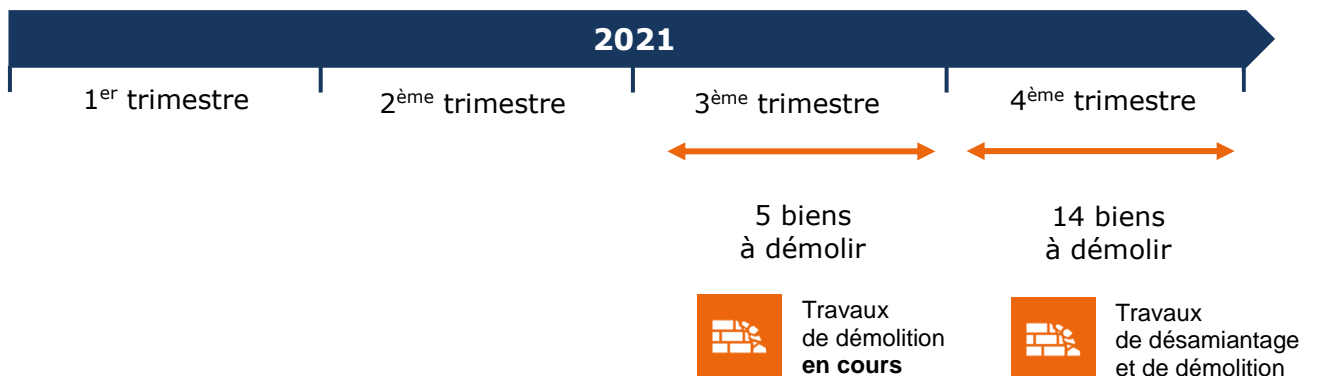 2021
1er trimestre
2ème trimestre
3ème trimestre
4ème trimestre
5 biens
à démolir
14 biens
à démolir
Travaux
de démolition
en cours
Travaux
de désamiantage
et de démolition